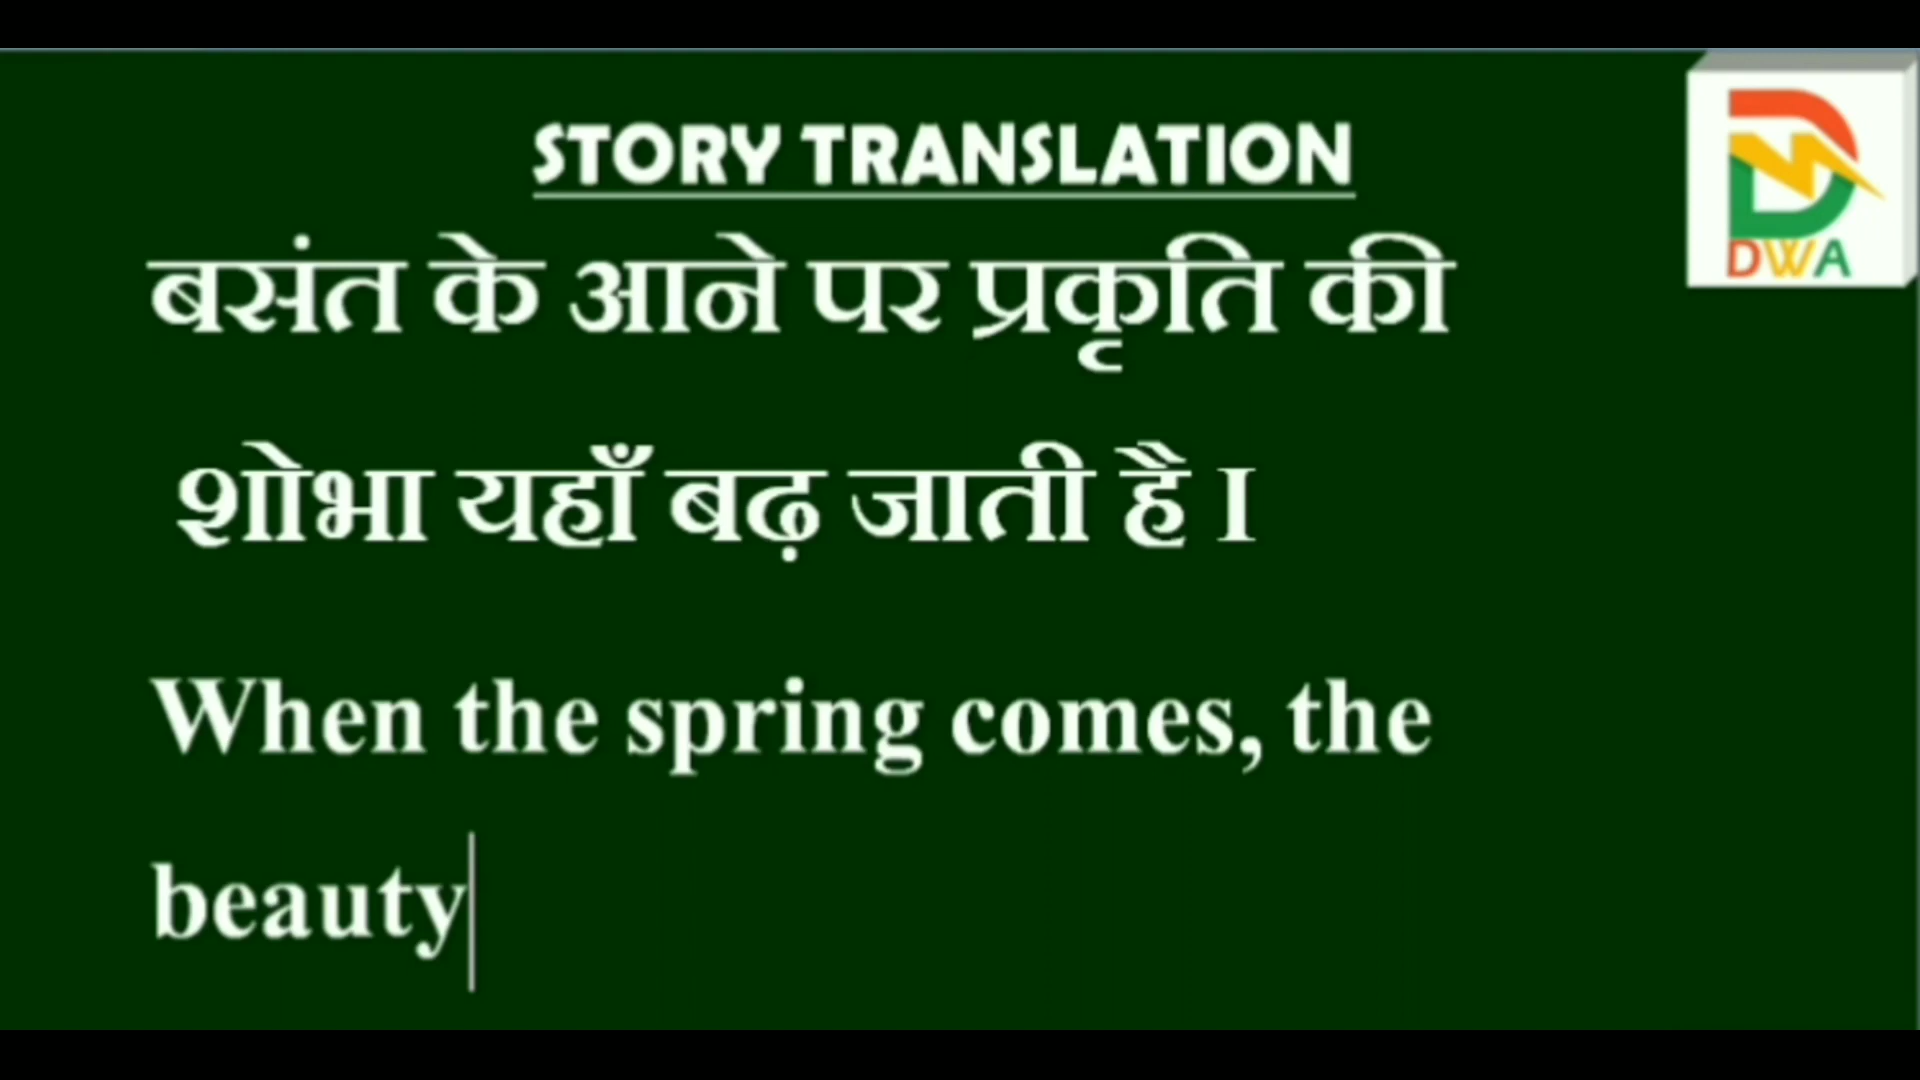 STORY TRANSLATION
बसंत के आने पर प्रकृति की
शोभा यहाँ बढ़ जाती है I
When the spring comes, the
beauty
DWA